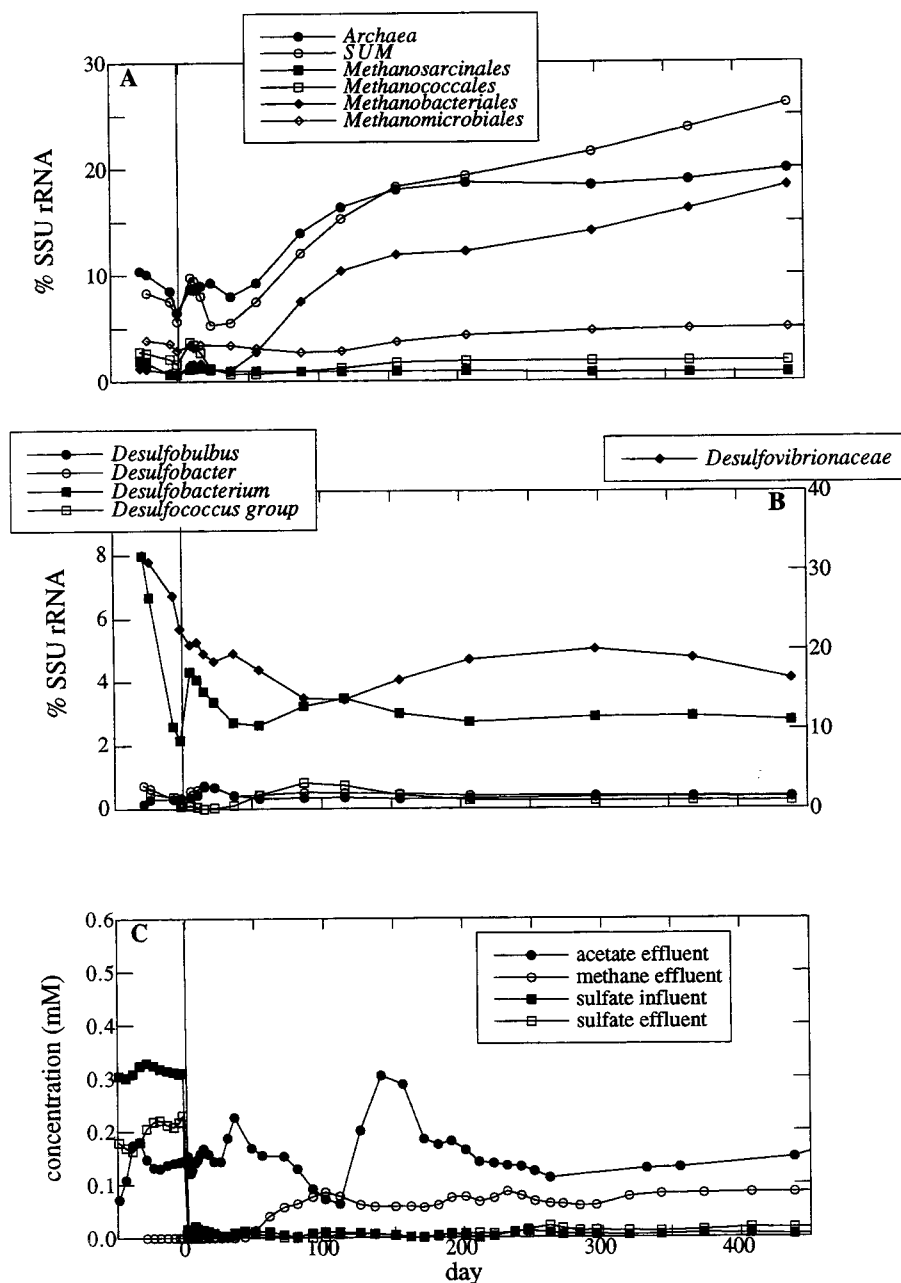 Archaea
SUM
Methanosarcinales
Methanococcales
Methanobacteriales
Methanomicrobiales
A
30
20
10
0
% SSU rRNA
Desulfobulbus
Desulfobacter
Desulfobacterium
Desulfococcus group
Desulfovibrionaceae
B
8
6
4
2
0
% SSU rRNA
40
30
20
10
0
C
acetate effluent
methane effluent
sulfate influent
sulfate effluent
0.6
0.5
0.4
0.3
0.2
0.1
0.0
concentration (mM)
0 100 200 300 400
day